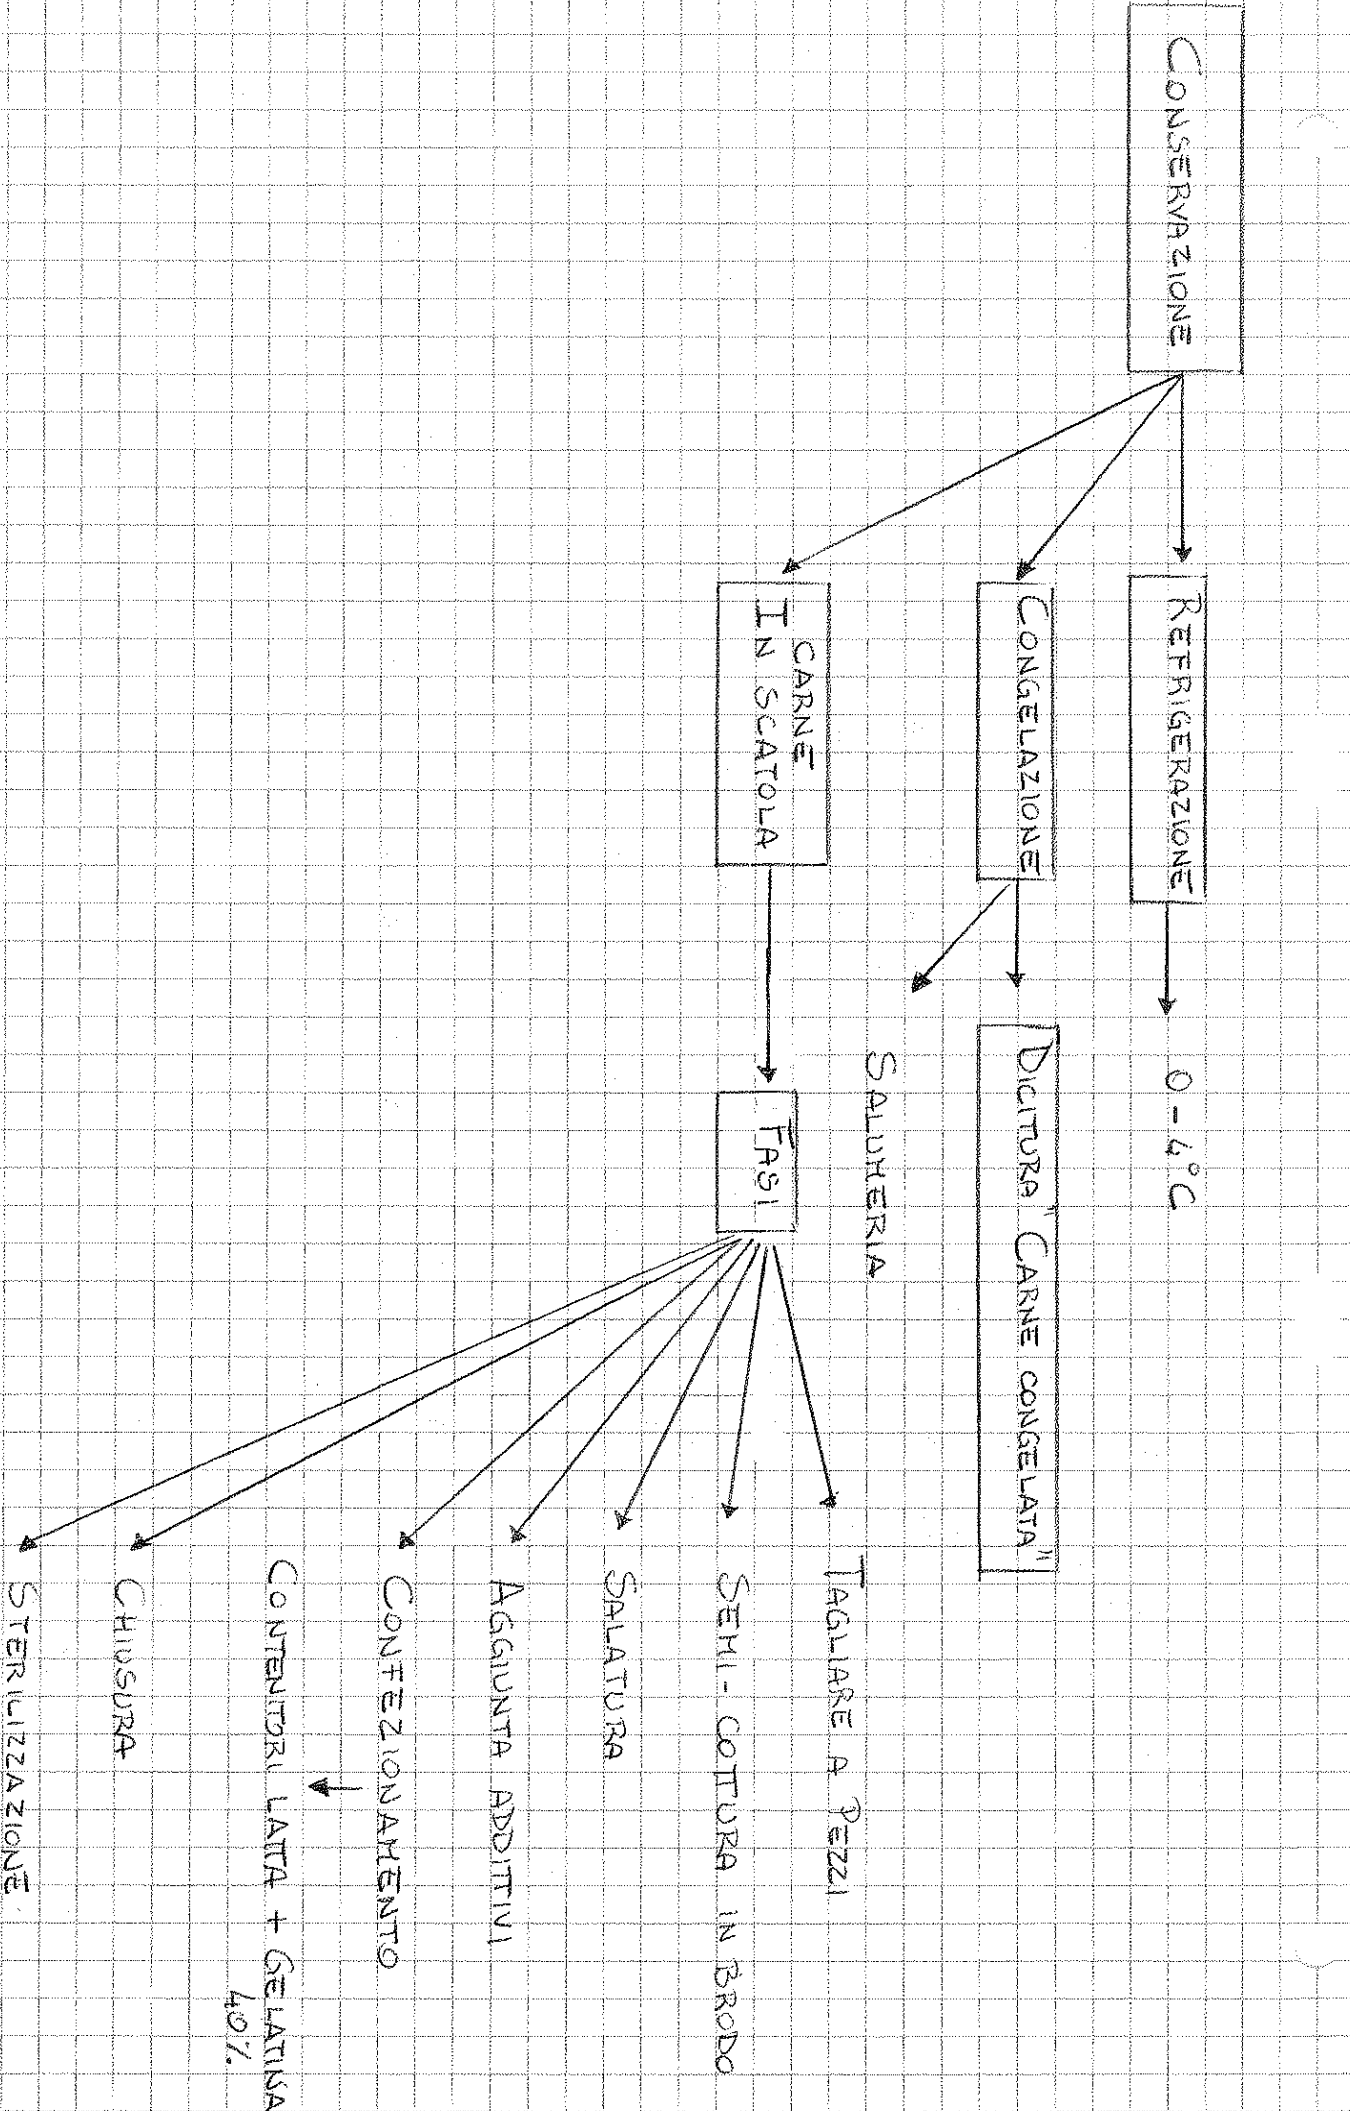 CONSERVAZIONE
REFRIGERAZIONE
0-4°C
CONGELAZIONE
DICITURA "CARNE CONGELATA"
SALUMERIA
CARNE
IN SCATOLA
FASI
TAGLIARE A PEZZI
SEMI-COTTURA IN BRODO
SALATURA
AGGIUNTA ADDITIVI
CONFEZIONAMENTO
CONTENITORI LATTA + GELATINA
40%
CHIUSURA
STERILIZZAZIONE